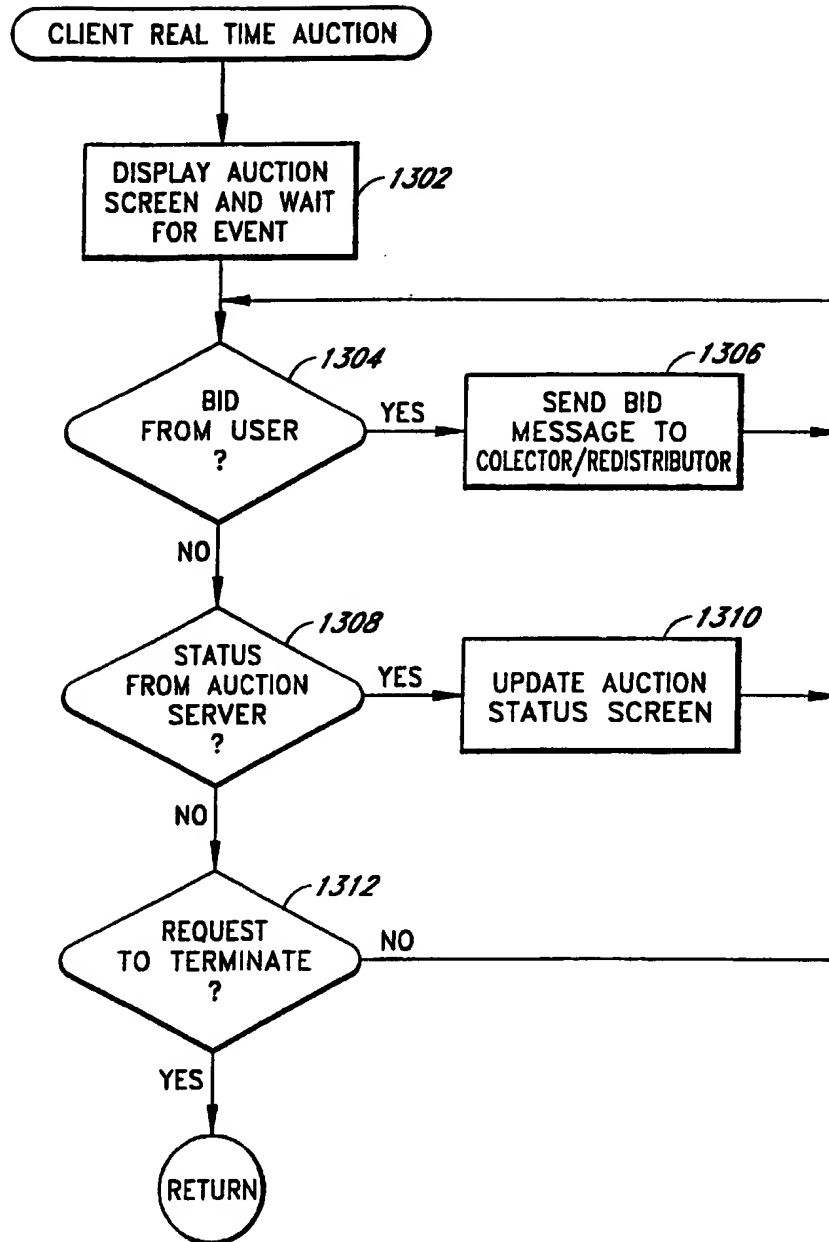 CLIENT REAL TIME AUCTION
DISPLAY AUCTION
SCREEN AND WAIT
FOR EVENT
1302
1304
BID
FROM USER
?
YES
1306
SEND BID
MESSAGE TO
COLECTOR/REDISTRIBUTOR
NO
1308
STATUS
FROM AUCTION
SERVER
?
YES
1310
UPDATE AUCTION
STATUS SCREEN
NO
1312
REQUEST
TO TERMINATE
?
NO
YES
RETURN